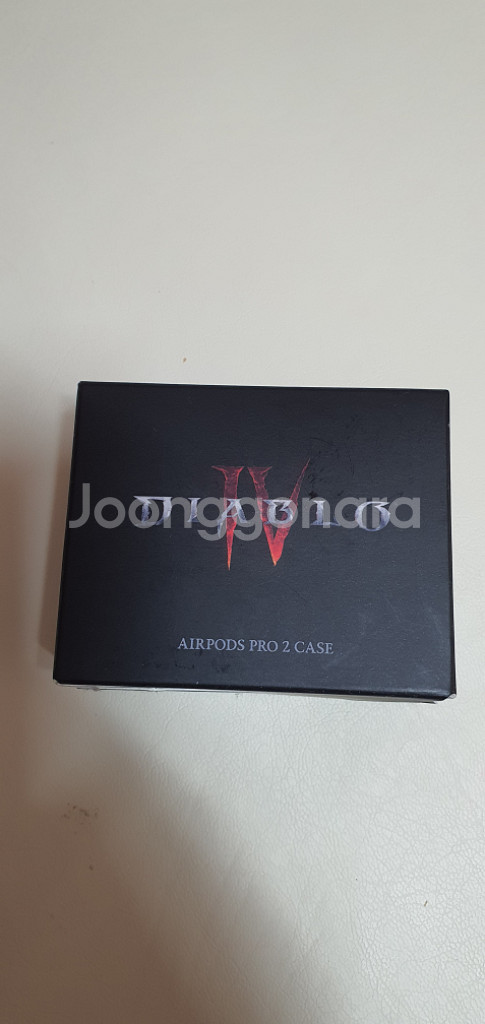 Joonggonara
DIABLO
IV
AIRPODS PRO 2 CASE